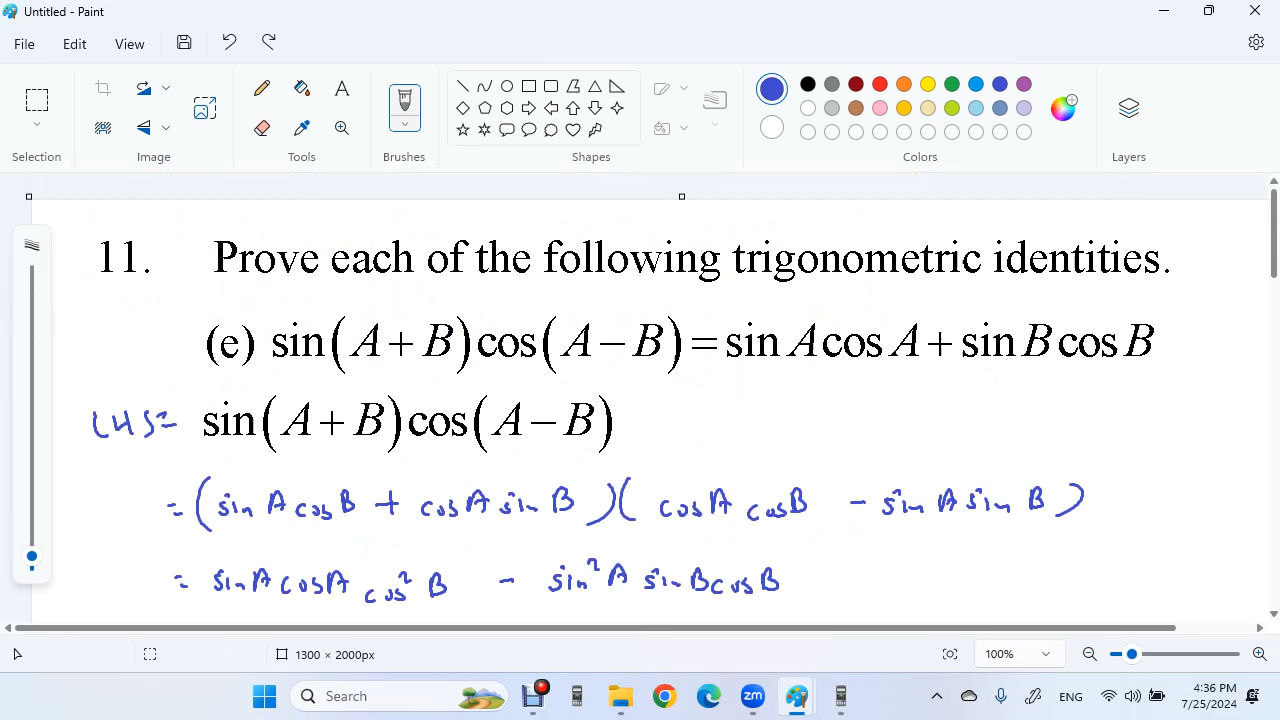 Untitled - Paint
File Edit View
Selection Image Tools Brushes Shapes Colors Layers
11. Prove each of the following trigonometric identities.
(e) sin(A+B)cos(A−B)=sin A cos A+sin B cos B
LHS= sin(A+B)cos(A−B)
= (sin A cos B + cos A sin B)(cos A cos B - sin A sin B)
= sin A cos A cos² B - sin² A sin B cos B
1300 × 2000px 100%
Search zm ENG 4:36 PM
7/25/2024